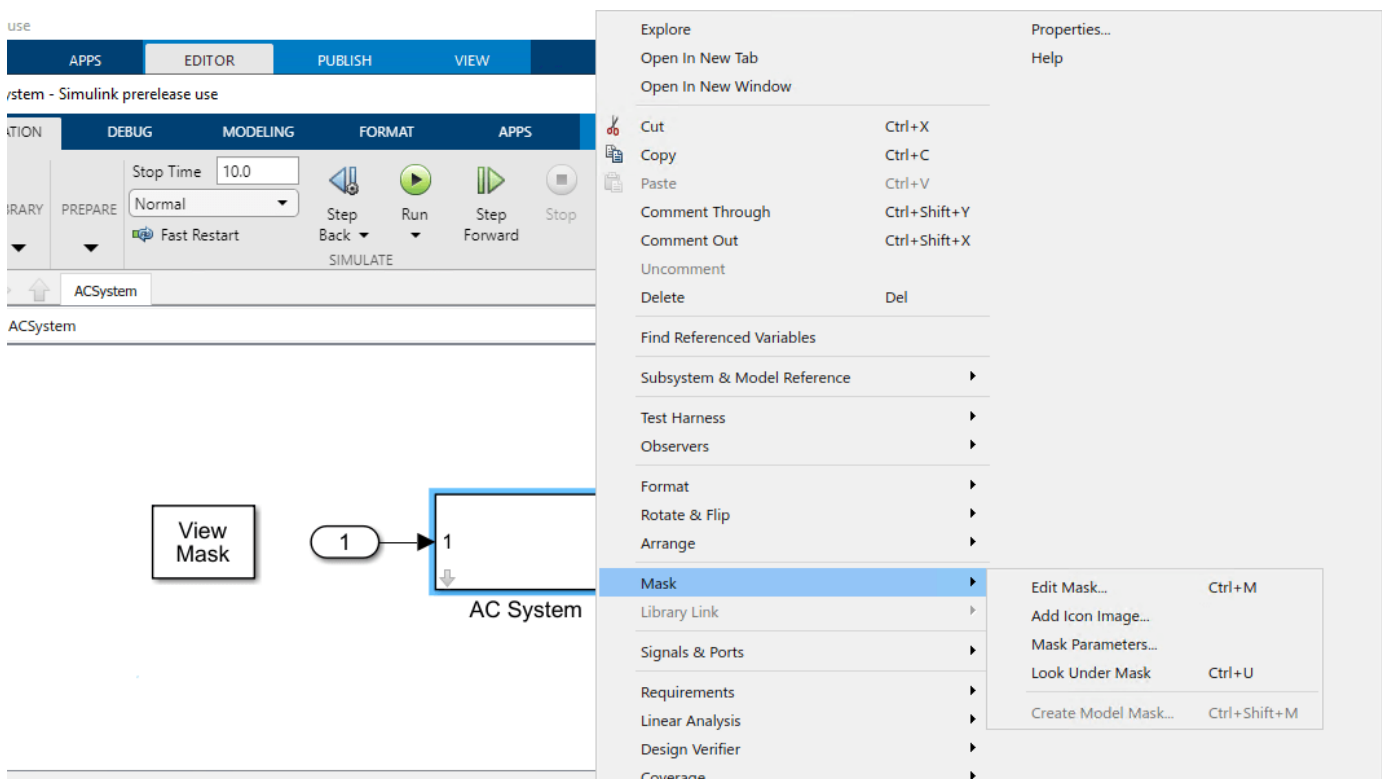 use
APPS EDITOR PUBLISH VIEW
ystem - Simulink prerelease use
ATION DEBUG MODELING FORMAT APPS
Stop Time 10.0
BRARY PREPARE Normal
Fast Restart
Step Back
Run
Step Forward
Stop
SIMULATE
ACSystem
ACSystem
View
Mask
1
1
AC System
Explore
Open In New Tab
Open In New Window
Cut Ctrl+X
Copy Ctrl+C
Paste Ctrl+V
Comment Through Ctrl+Shift+Y
Comment Out Ctrl+Shift+X
Uncomment
Delete Del
Find Referenced Variables
Subsystem & Model Reference
Test Harness
Observers
Format
Rotate & Flip
Arrange
Mask
Library Link
Signals & Ports
Requirements
Linear Analysis
Design Verifier
Coverage
Properties...
Help
Edit Mask... Ctrl+M
Add Icon Image...
Mask Parameters...
Look Under Mask Ctrl+U
Create Model Mask... Ctrl+Shift+M